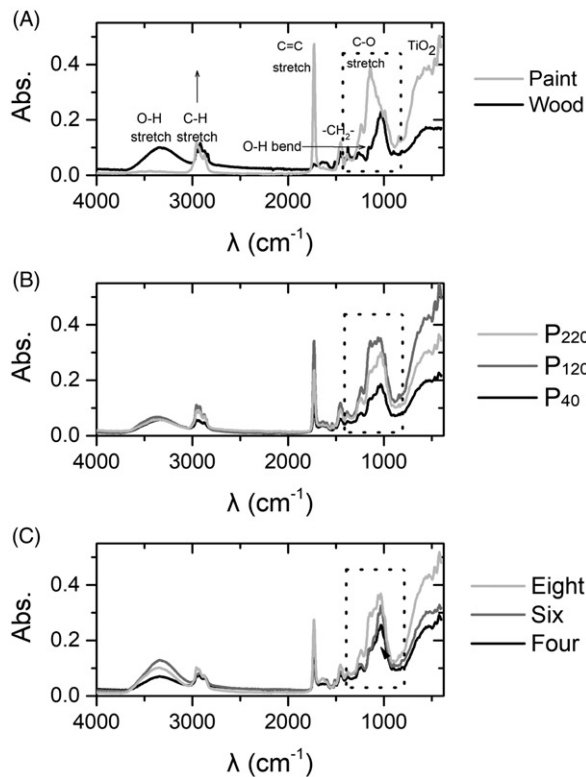 (A)
Abs.
0.4
0.2
0.0
C=C
stretch
C-O
stretch
TiO2
O-H
stretch
C-H
stretch
-CH2-
O-H bend
Paint
Wood
4000 3000 2000 1000
λ (cm-1)
(B)
Abs.
0.4
0.2
0.0
P220
P120
P40
4000 3000 2000 1000
λ (cm-1)
(C)
Abs.
0.4
0.2
0.0
Eight
Six
Four
4000 3000 2000 1000
λ (cm-1)